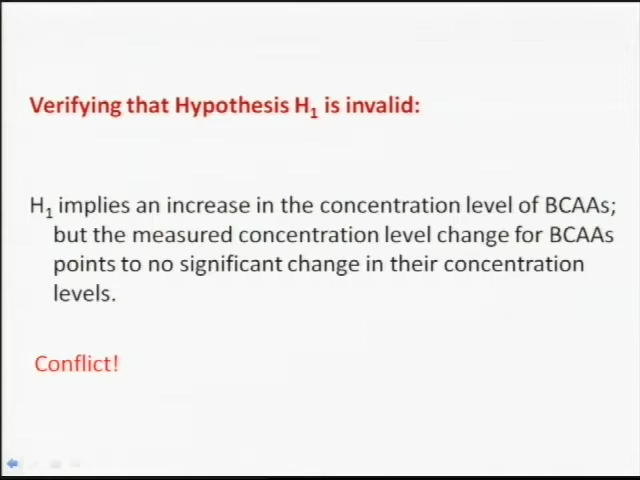 Verifying that Hypothesis H₁ is invalid:
H₁ implies an increase in the concentration level of BCAAs;
but the measured concentration level change for BCAAs
points to no significant change in their concentration
levels.
Conflict!